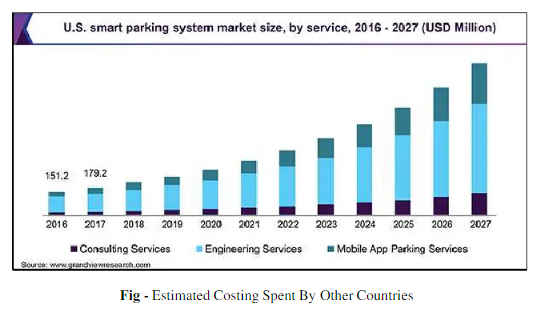 U.S. smart parking system market size, by service, 2016 - 2027 (USD Million)
151.2 179.2
2016 2017 2018 2019 2020 2021 2022 2023 2024 2025 2026 2027
Consulting Services Engineering Services Mobile App Parking Services
Source: www.grandviewresearch.com
Fig - Estimated Costing Spent By Other Countries